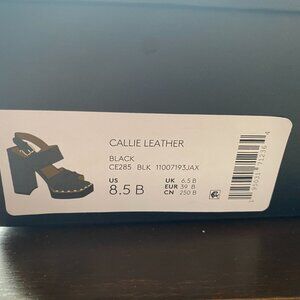 CALLIE LEATHER
BLACK
CE285 BLK 11007193JAX
US UK 6.5 B
8.5 B EUR 39 B
CN 250 B